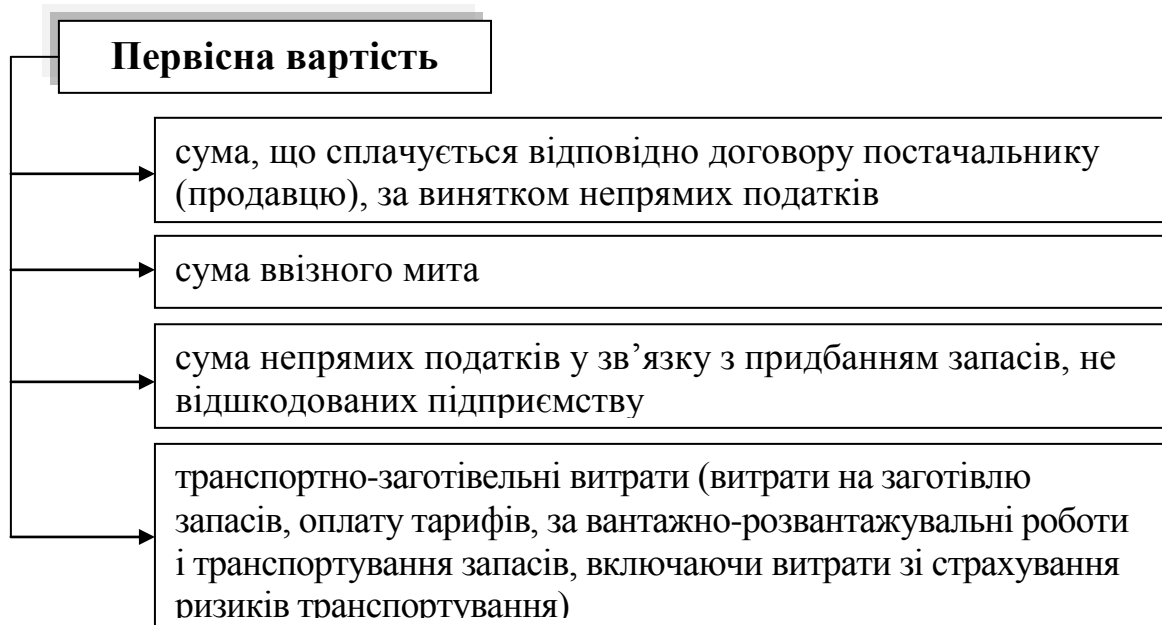 Первісна вартість
сума, що сплачується відповідно договору постачальнику
(продавцю), за винятком непрямих податків
сума ввізного мита
сума непрямих податків у зв’язку з придбанням запасів, не
відшкодованих підприємству
транспортно-заготівельні витрати (витрати на заготівлю
запасів, оплату тарифів, за вантажно-розвантажувальні роботи
і транспортування запасів, включаючи витрати зі страхування
ризиків транспортування)